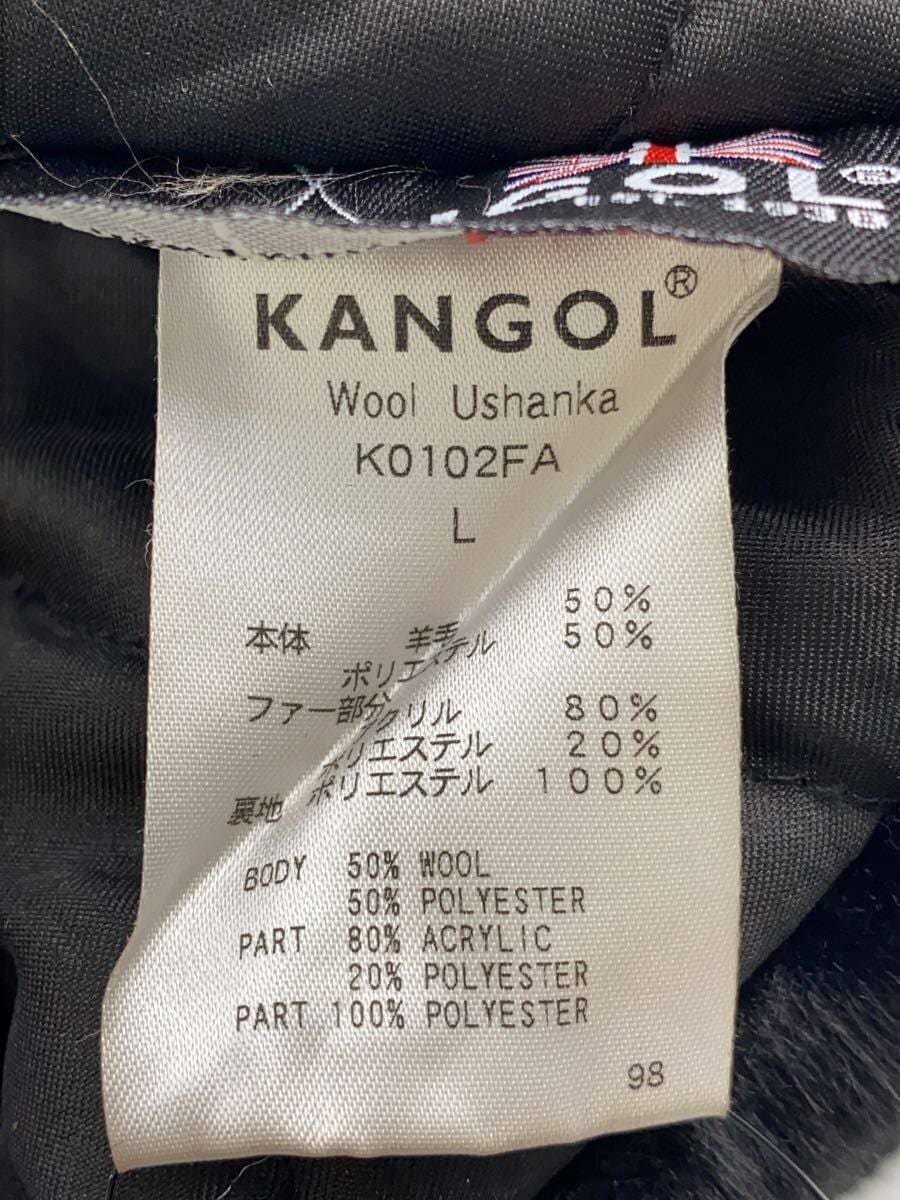 KANGOL®
Wool Ushanka
K0102FA
L
50%
本体 羊毛 50%
ポリエステル
ファー部分
クリル 80%
リエステル 20%
裏地 ポリエステル 100%
BODY 50% WOOL
50% POLYESTER
PART 80% ACRYLIC
20% POLYESTER
PART 100% POLYESTER
98